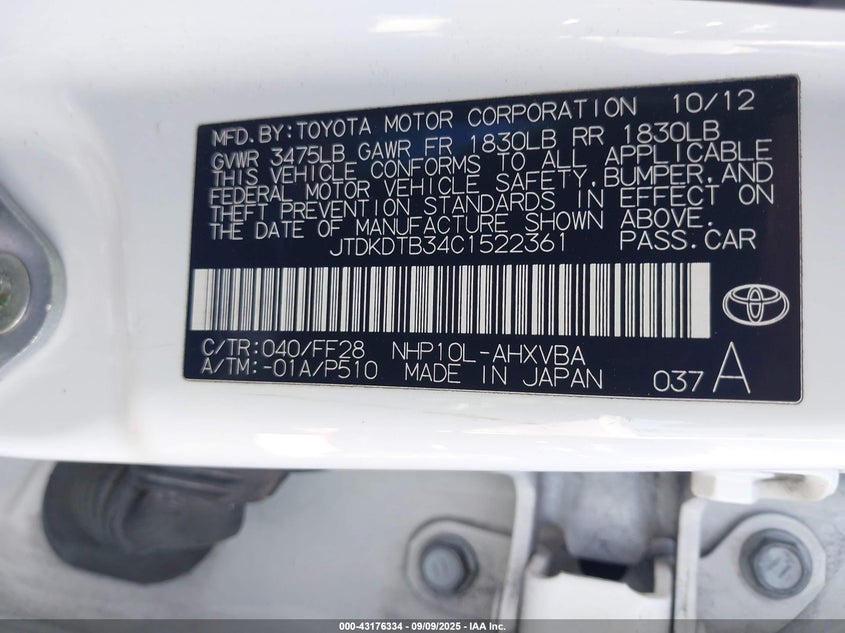 MFD. BY: TOYOTA MOTOR CORPORATION 10/12
GVWR 3475LB GAWR FR 1830LB RR 1830LB
THIS VEHICLE CONFORMS TO ALL APPLICABLE
FEDERAL MOTOR VEHICLE SAFETY, BUMPER, AND
THEFT PREVENTION STANDARDS IN EFFECT ON
THE DATE OF MANUFACTURE SHOWN ABOVE.
JTDKDTB34C1522361 PASS. CAR
C/TR: 040/FF28 NHP10L-AHXVBA
A/TM: -01A/P510 MADE IN JAPAN 037 A
000-43176334 / 09/09/2025 - IAA Inc.